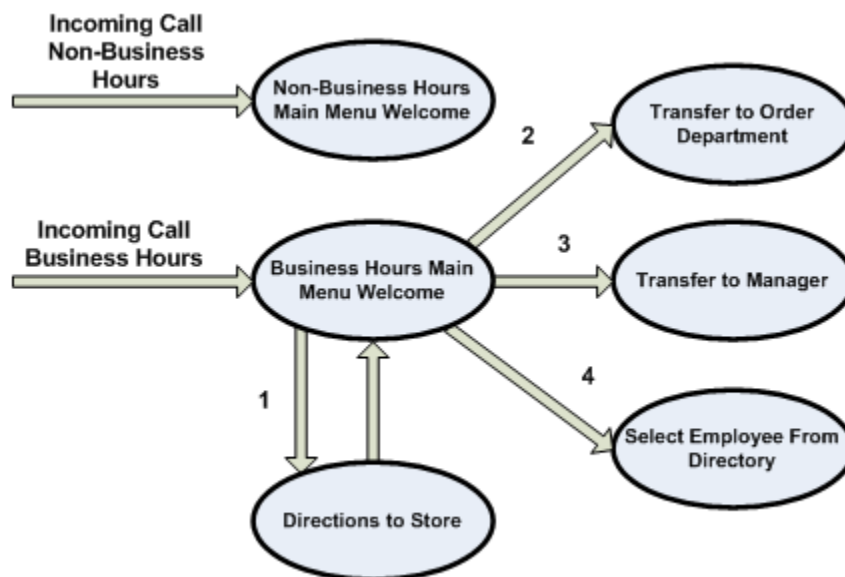 Incoming Call
Non-Business
Hours
Non-Business Hours
Main Menu Welcome
2
Transfer to Order
Department
Incoming Call
Business Hours
Business Hours Main
Menu Welcome
3
Transfer to Manager
1
4
Select Employee From
Directory
Directions to Store